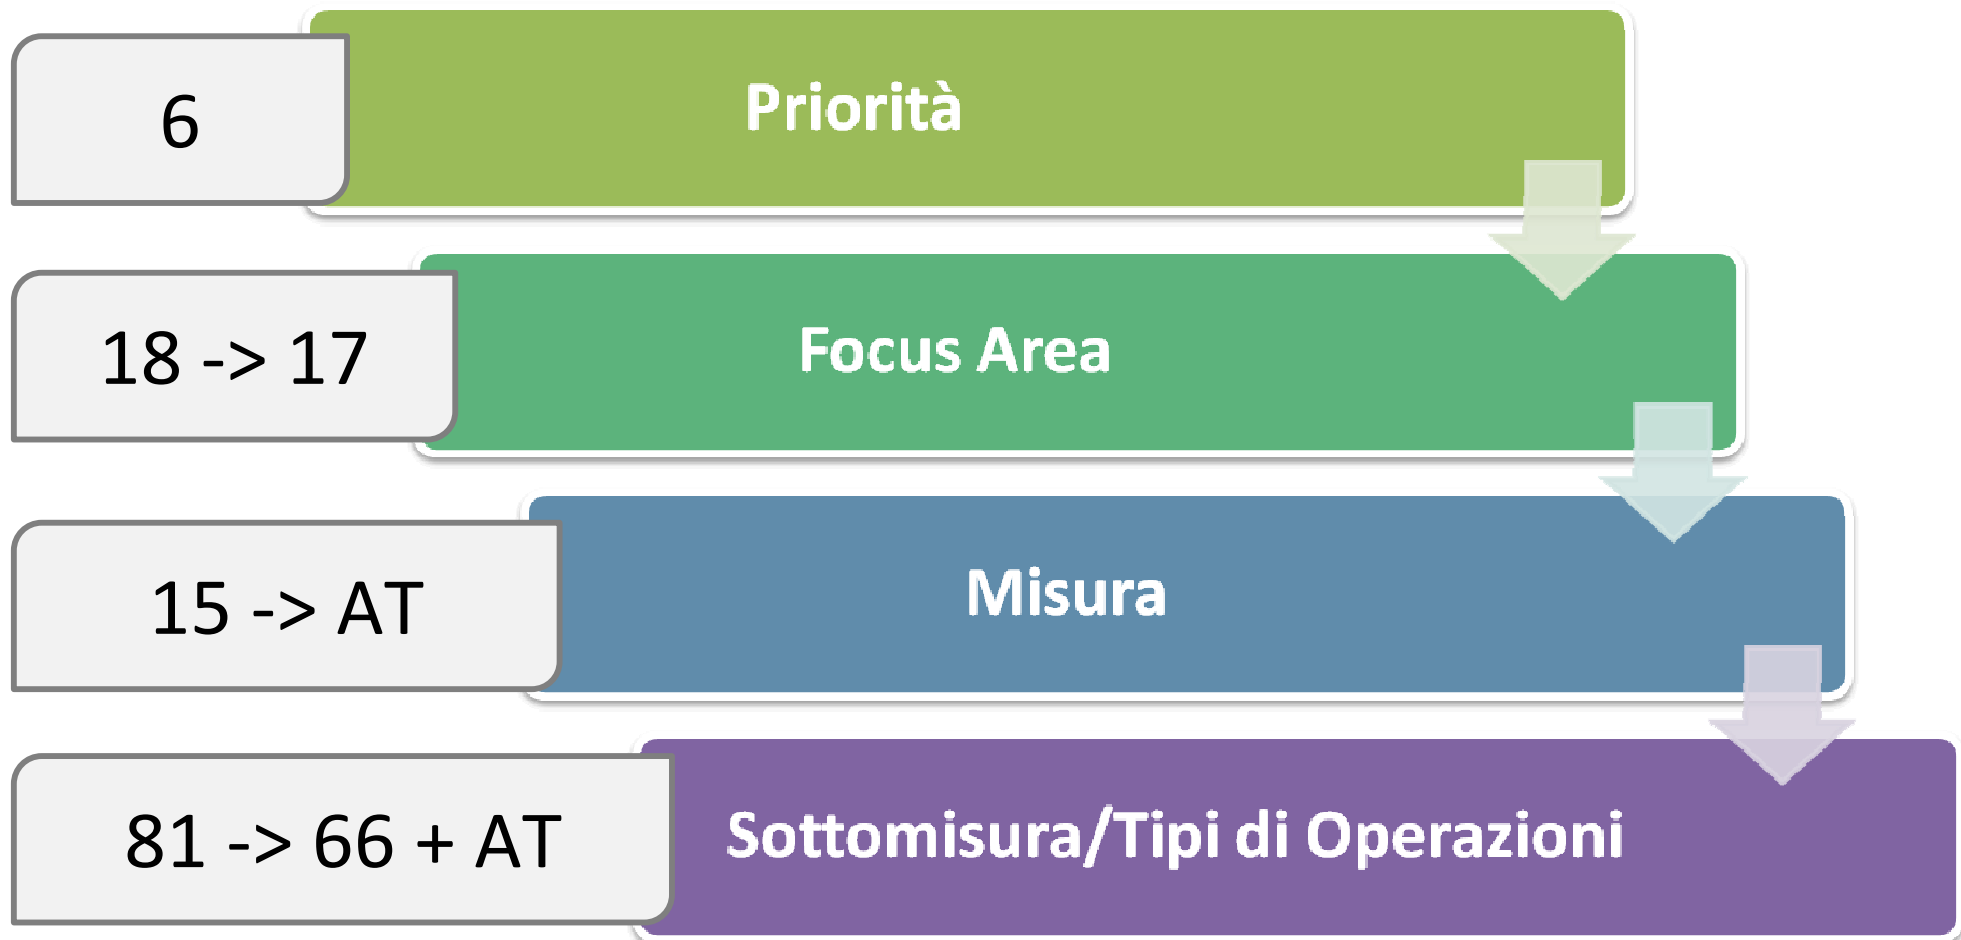 6
Priorità
18 -> 17
Focus Area
15 -> AT
Misura
81 -> 66 + AT
Sottomisura/Tipi di Operazioni